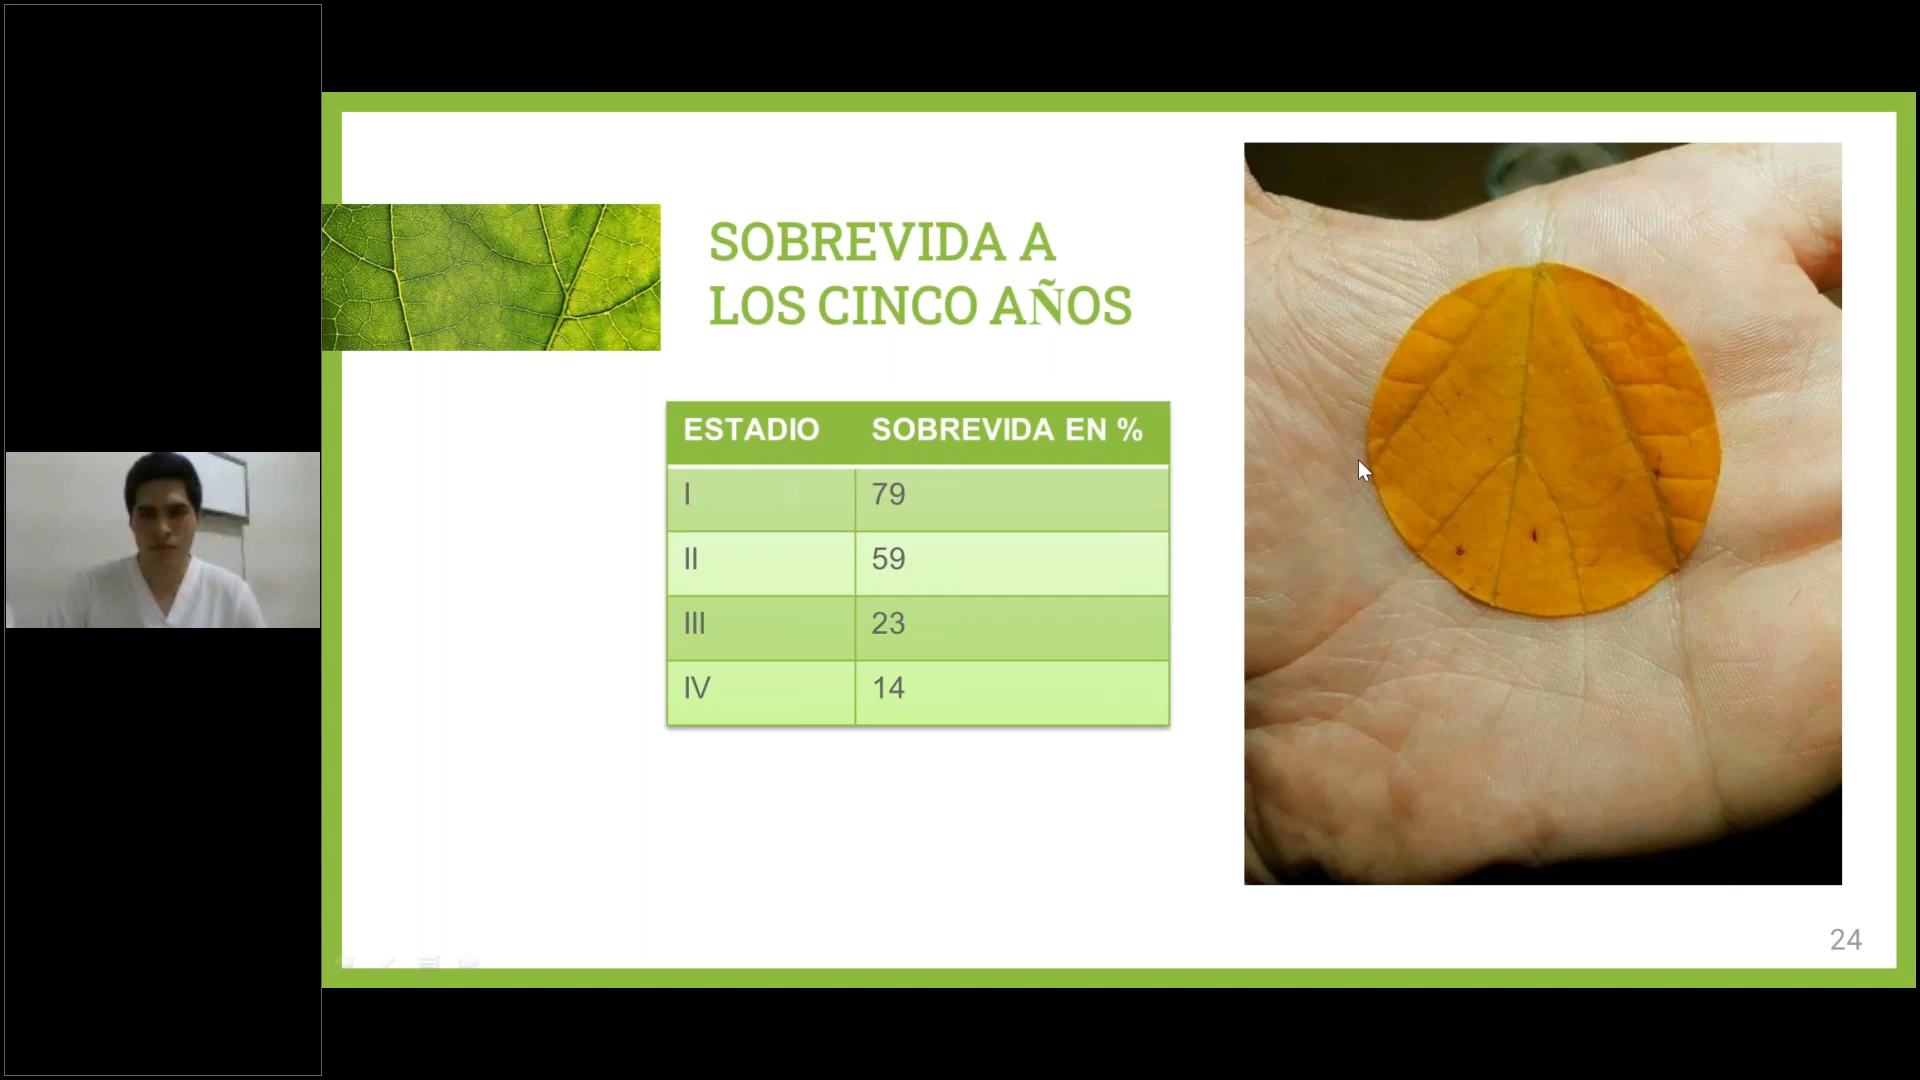 SOBREVIDA A
LOS CINCO AÑOS
ESTADIO SOBREVIDA EN %
I 79
II 59
III 23
IV 14
24